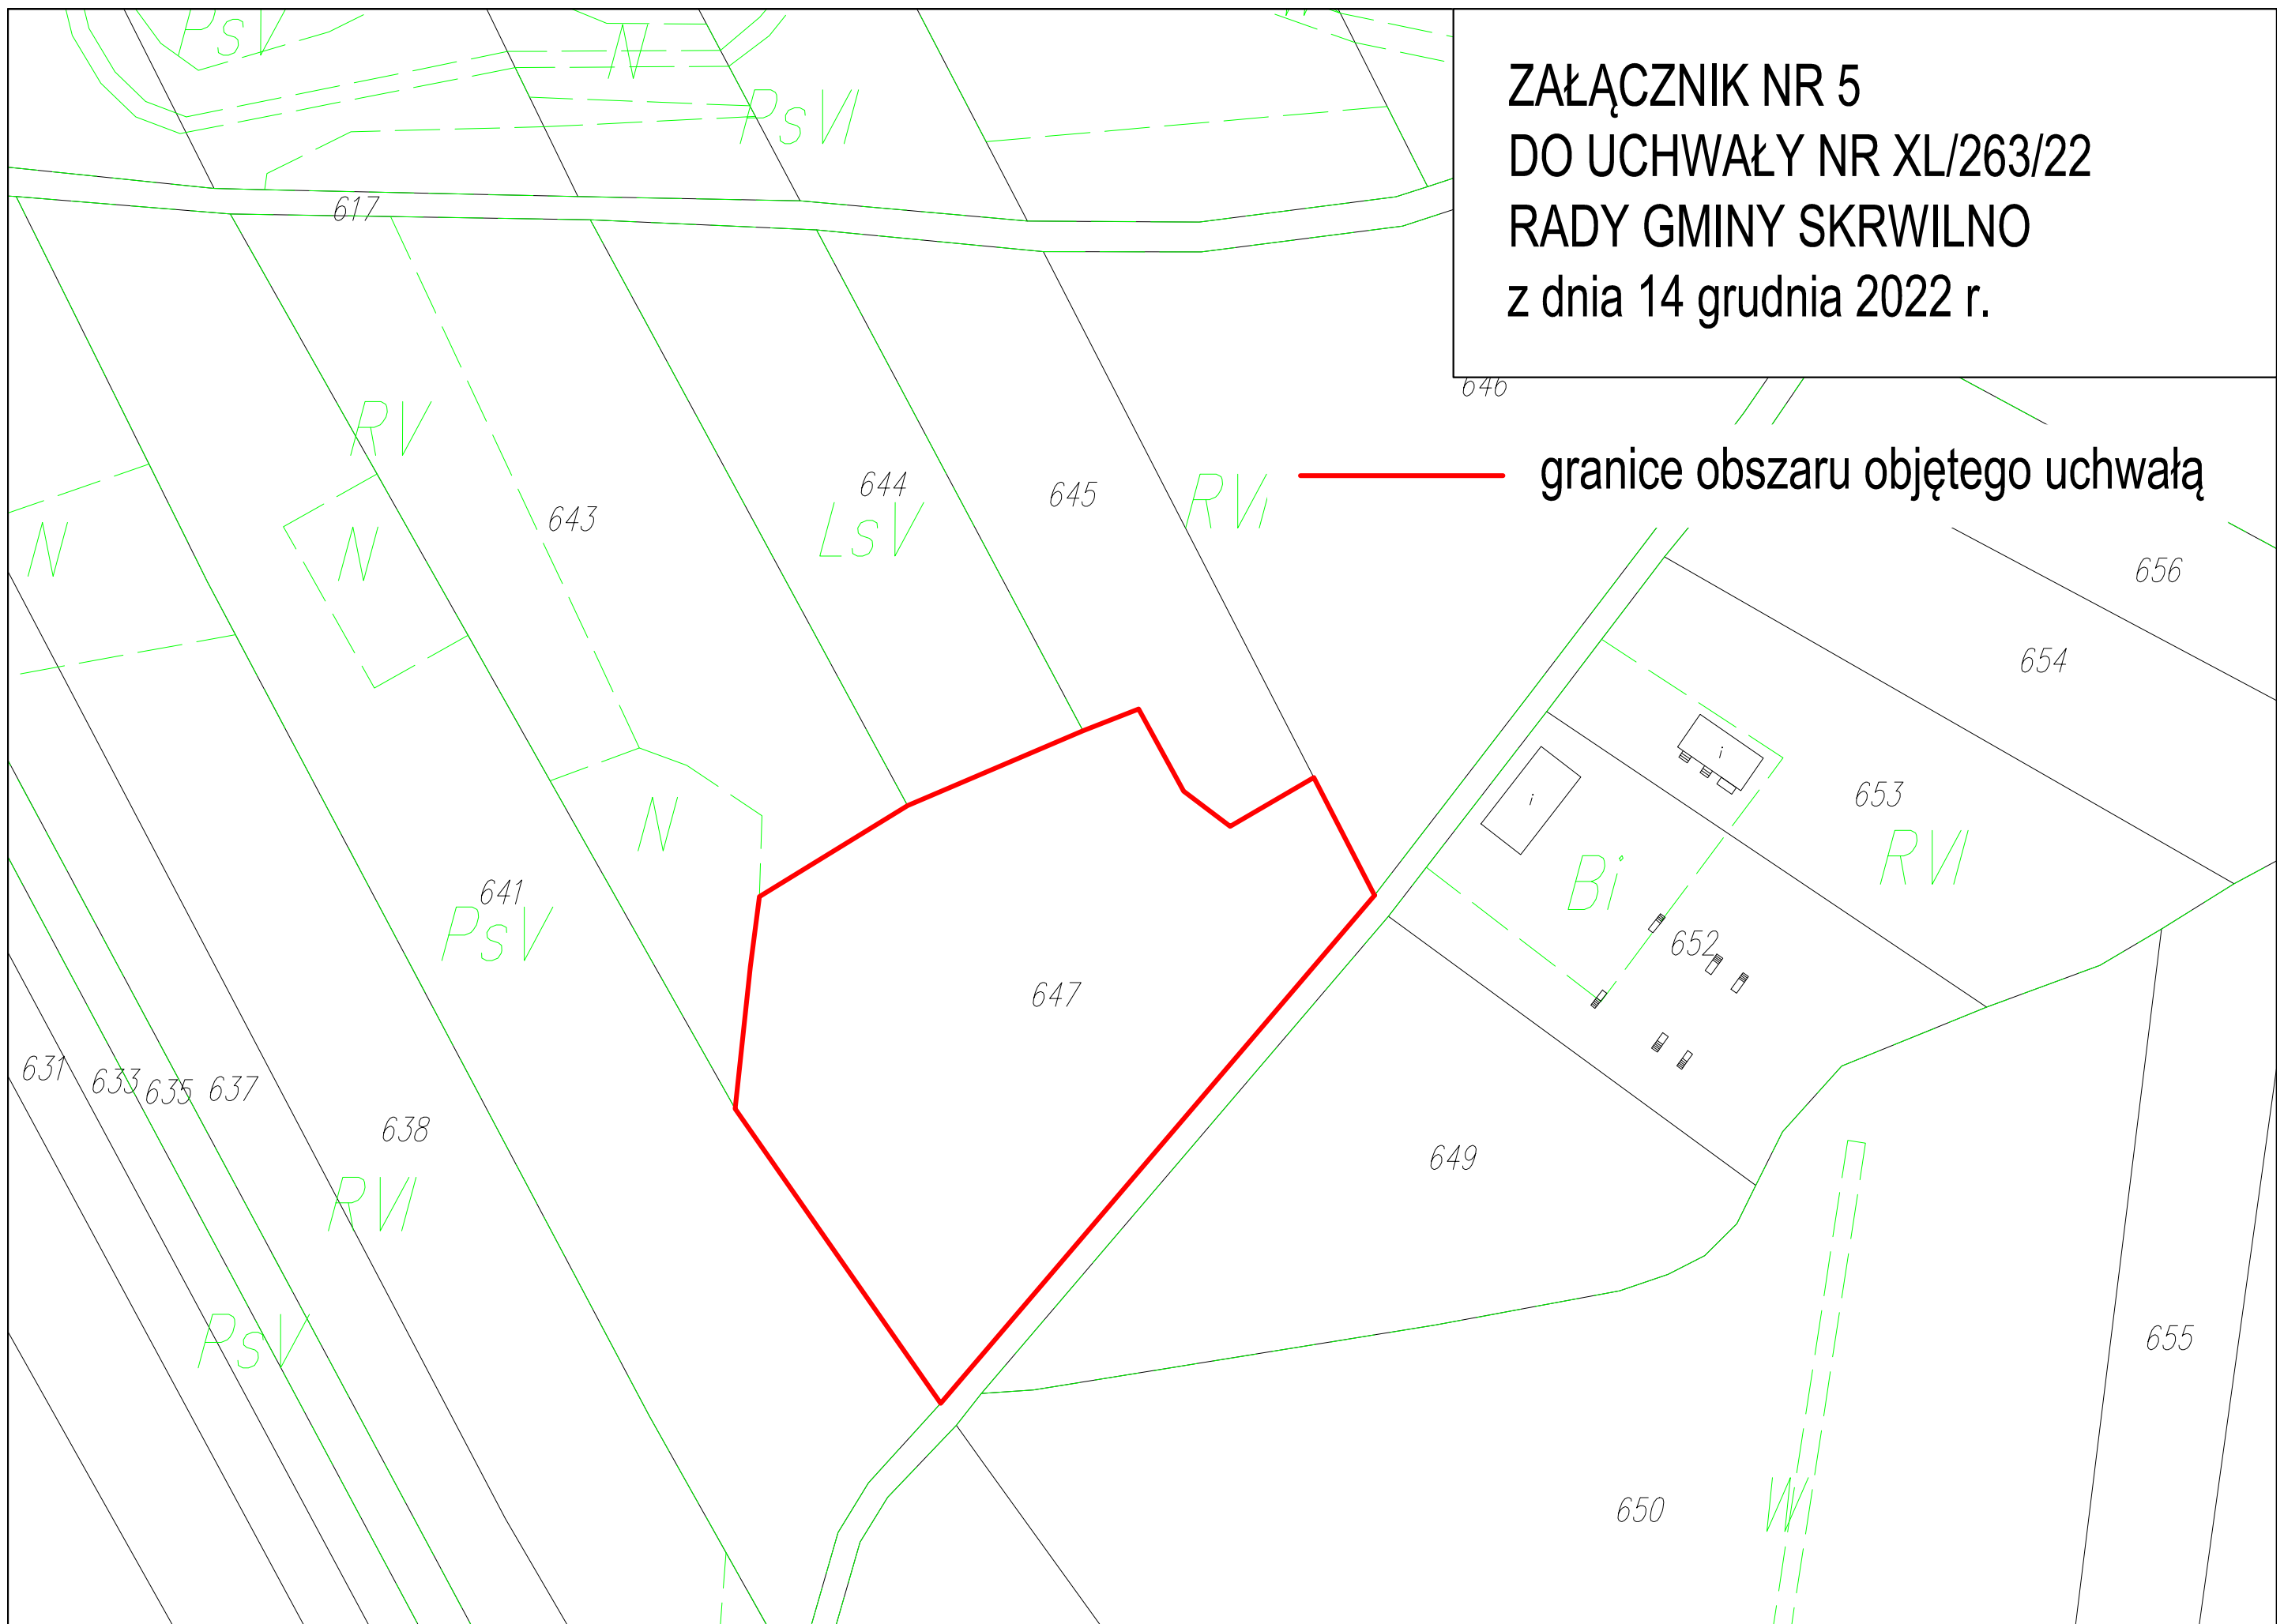 ZAŁĄCZNIK NR 5
DO UCHWAŁY NR XL/263/22
RADY GMINY SKRWILNO
z dnia 14 grudnia 2022 r.
granice obszaru objętego uchwałą
PsV
N
PsV
617
646
RV
644
645
RVI
643
LsV
N
N
656
654
i
i
653
N
Bi
RVI
641
PsV
652
647
631
633
635
637
638
649
RVI
PsV
655
650
W